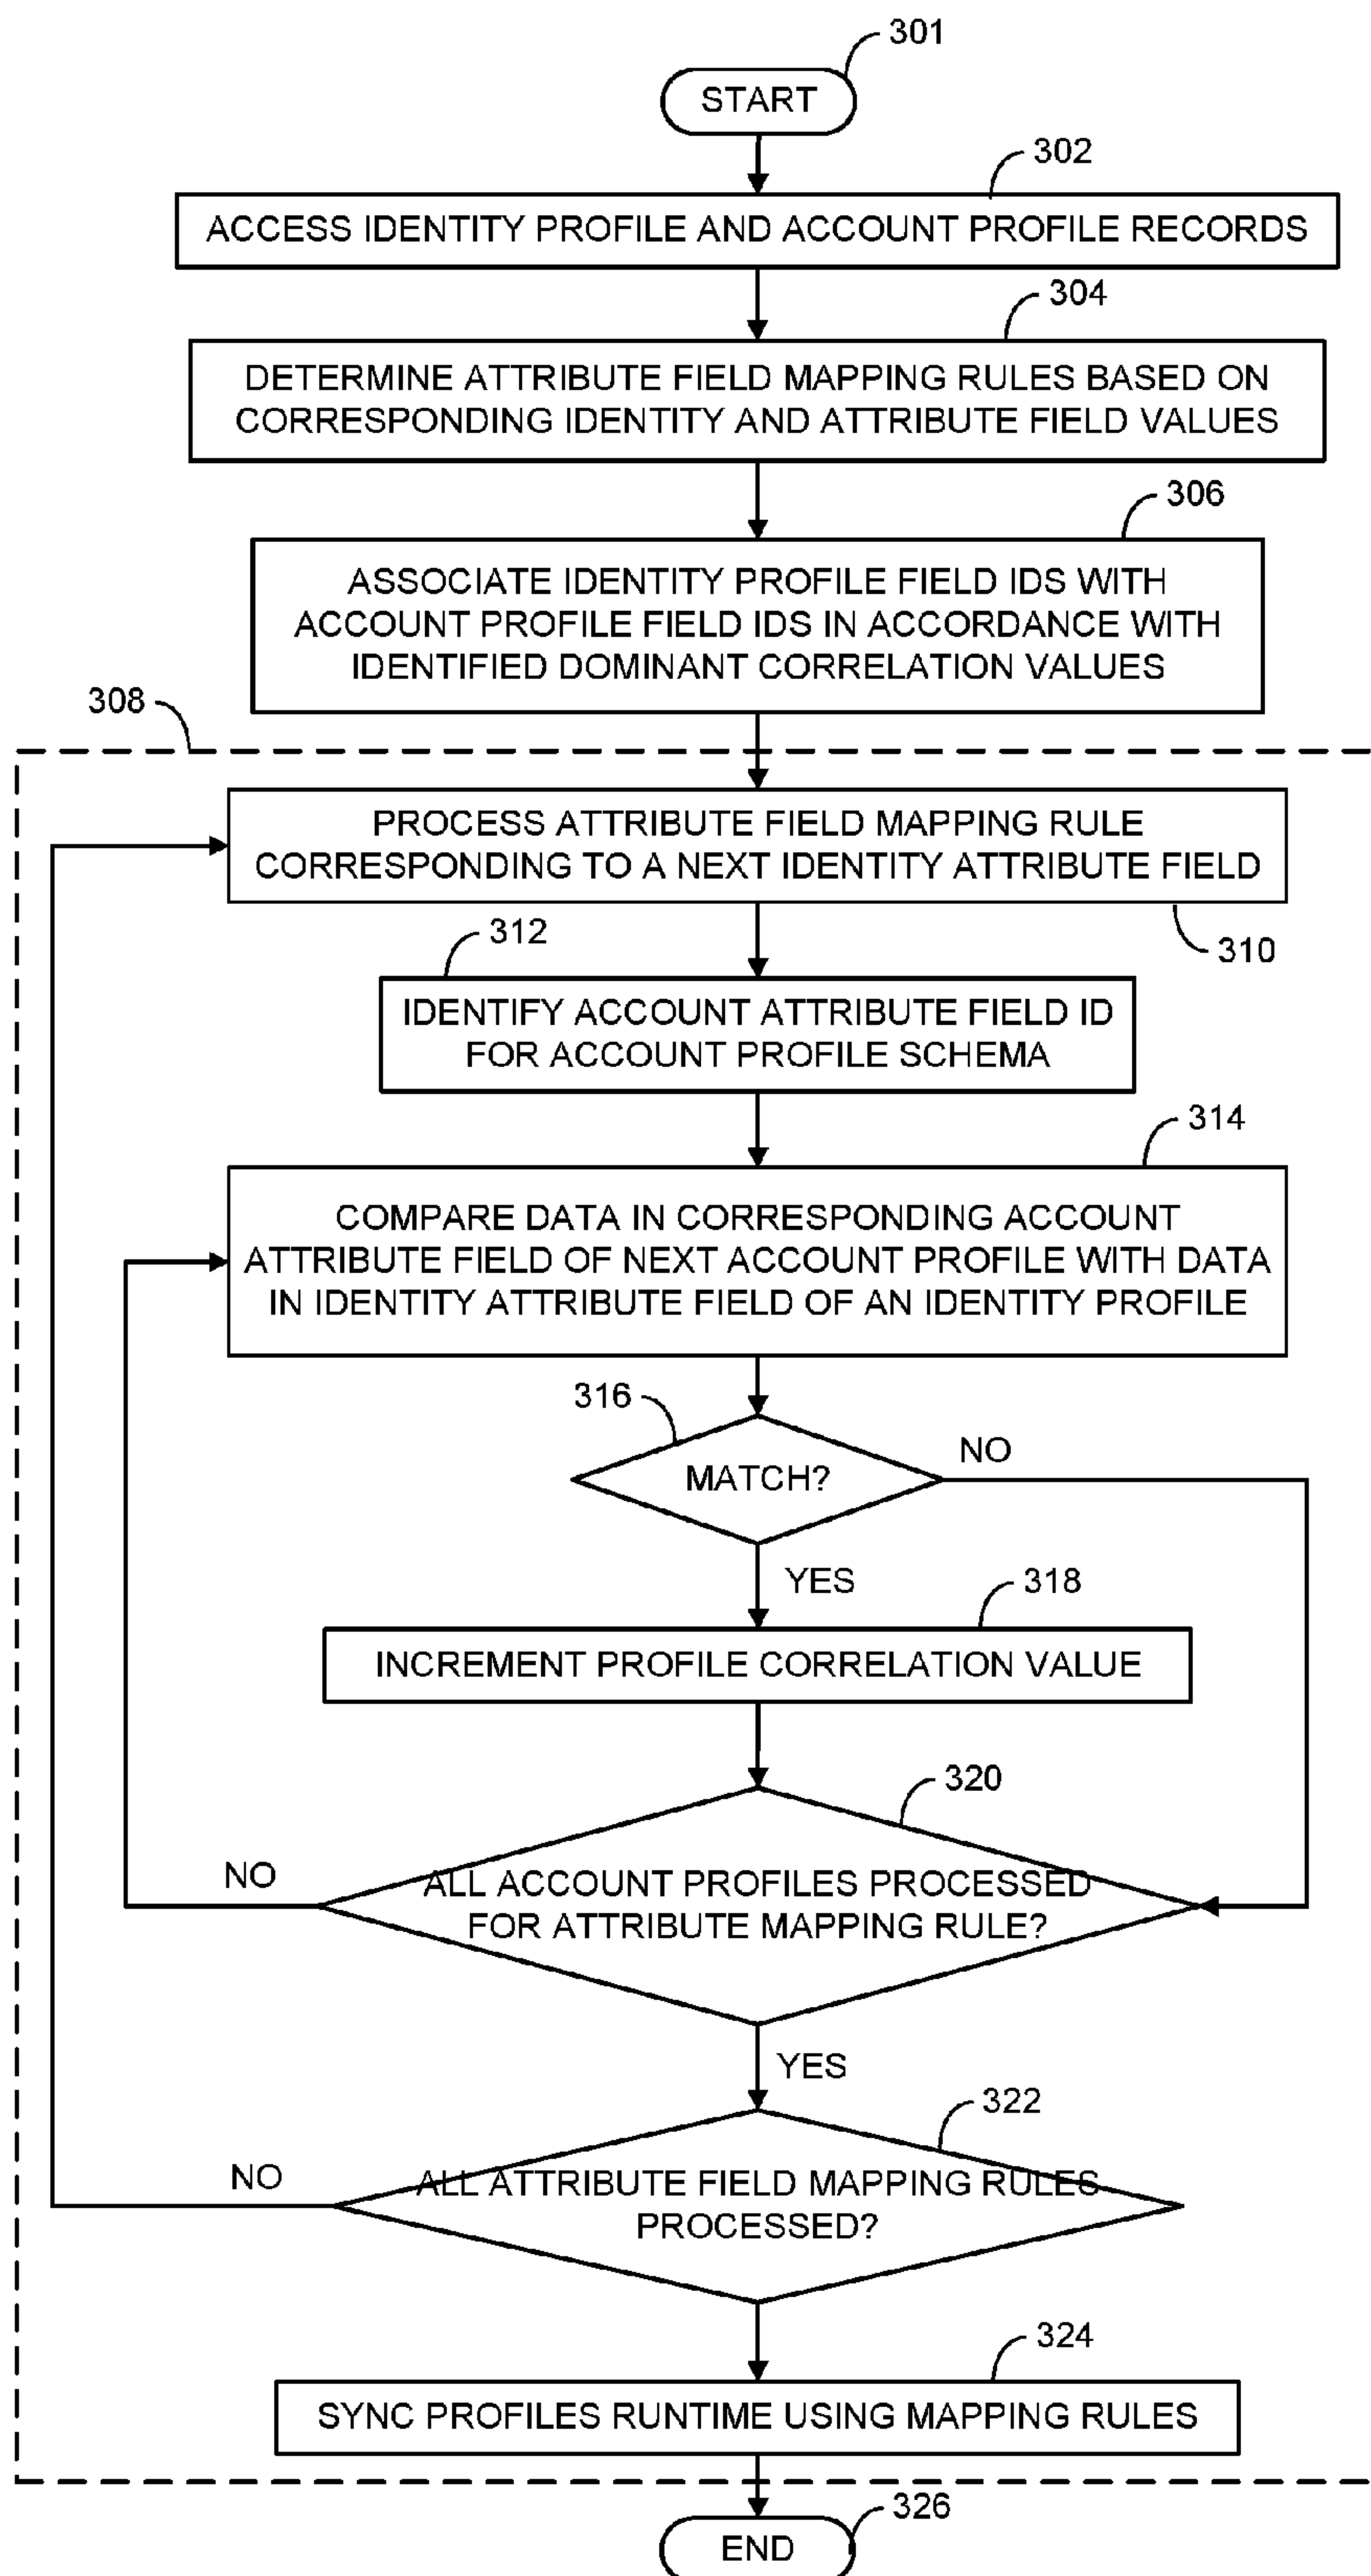 301
START
302
ACCESS IDENTITY PROFILE AND ACCOUNT PROFILE RECORDS
304
DETERMINE ATTRIBUTE FIELD MAPPING RULES BASED ON
CORRESPONDING IDENTITY AND ATTRIBUTE FIELD VALUES
306
ASSOCIATE IDENTITY PROFILE FIELD IDS WITH
ACCOUNT PROFILE FIELD IDS IN ACCORDANCE WITH
IDENTIFIED DOMINANT CORRELATION VALUES
308
PROCESS ATTRIBUTE FIELD MAPPING RULE
CORRESPONDING TO A NEXT IDENTITY ATTRIBUTE FIELD
310
312
IDENTIFY ACCOUNT ATTRIBUTE FIELD ID
FOR ACCOUNT PROFILE SCHEMA
314
COMPARE DATA IN CORRESPONDING ACCOUNT
ATTRIBUTE FIELD OF NEXT ACCOUNT PROFILE WITH DATA
IN IDENTITY ATTRIBUTE FIELD OF AN IDENTITY PROFILE
316
NO
MATCH?
YES
318
INCREMENT PROFILE CORRELATION VALUE
320
NO
ALL ACCOUNT PROFILES PROCESSED
FOR ATTRIBUTE MAPPING RULE?
YES
322
NO
ALL ATTRIBUTE FIELD MAPPING RULES
PROCESSED?
324
SYNC PROFILES RUNTIME USING MAPPING RULES
326
END